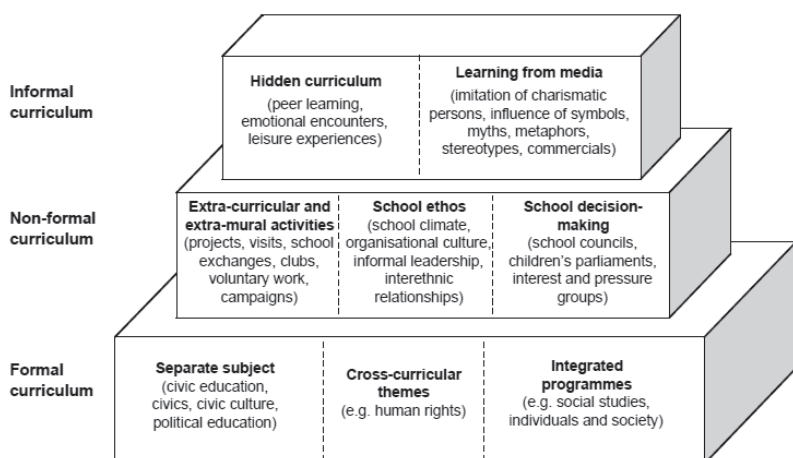 Informal
curriculum
Hidden curriculum
(peer learning,
emotional encounters,
leisure experiences)
Learning from media
(imitation of charismatic
persons, influence of symbols,
myths, metaphors,
stereotypes, commercials)
Non-formal
curriculum
Extra-curricular and
extra-mural activities
(projects, visits, school
exchanges, clubs,
voluntary work,
campaigns)
School ethos
(school climate,
organisational culture,
informal leadership,
interethnic
relationships)
School decision-
making
(school councils,
children's parliaments,
interest and pressure
groups)
Formal
curriculum
Separate subject
(civic education,
civics, civic culture,
political education)
Cross-curricular
themes
(e.g. human rights)
Integrated
programmes
(e.g. social studies,
individuals and society)